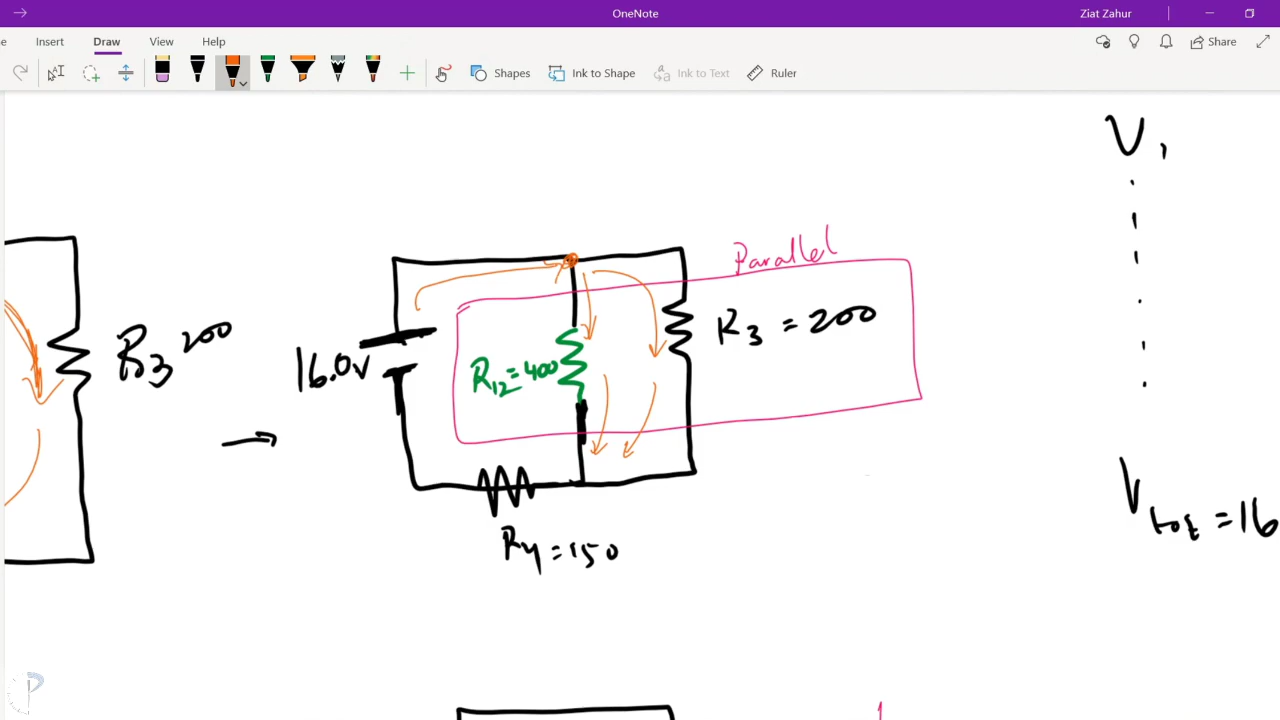 OneNote
Ziat Zahur
Insert Draw View Help
Share
Shapes
Ink to Shape
Ink to Text
Ruler
V₁
Parallel
R₃ 200
16.0v
R₁₂=400
R₃ = 200
R₄=150
Vtot = 16